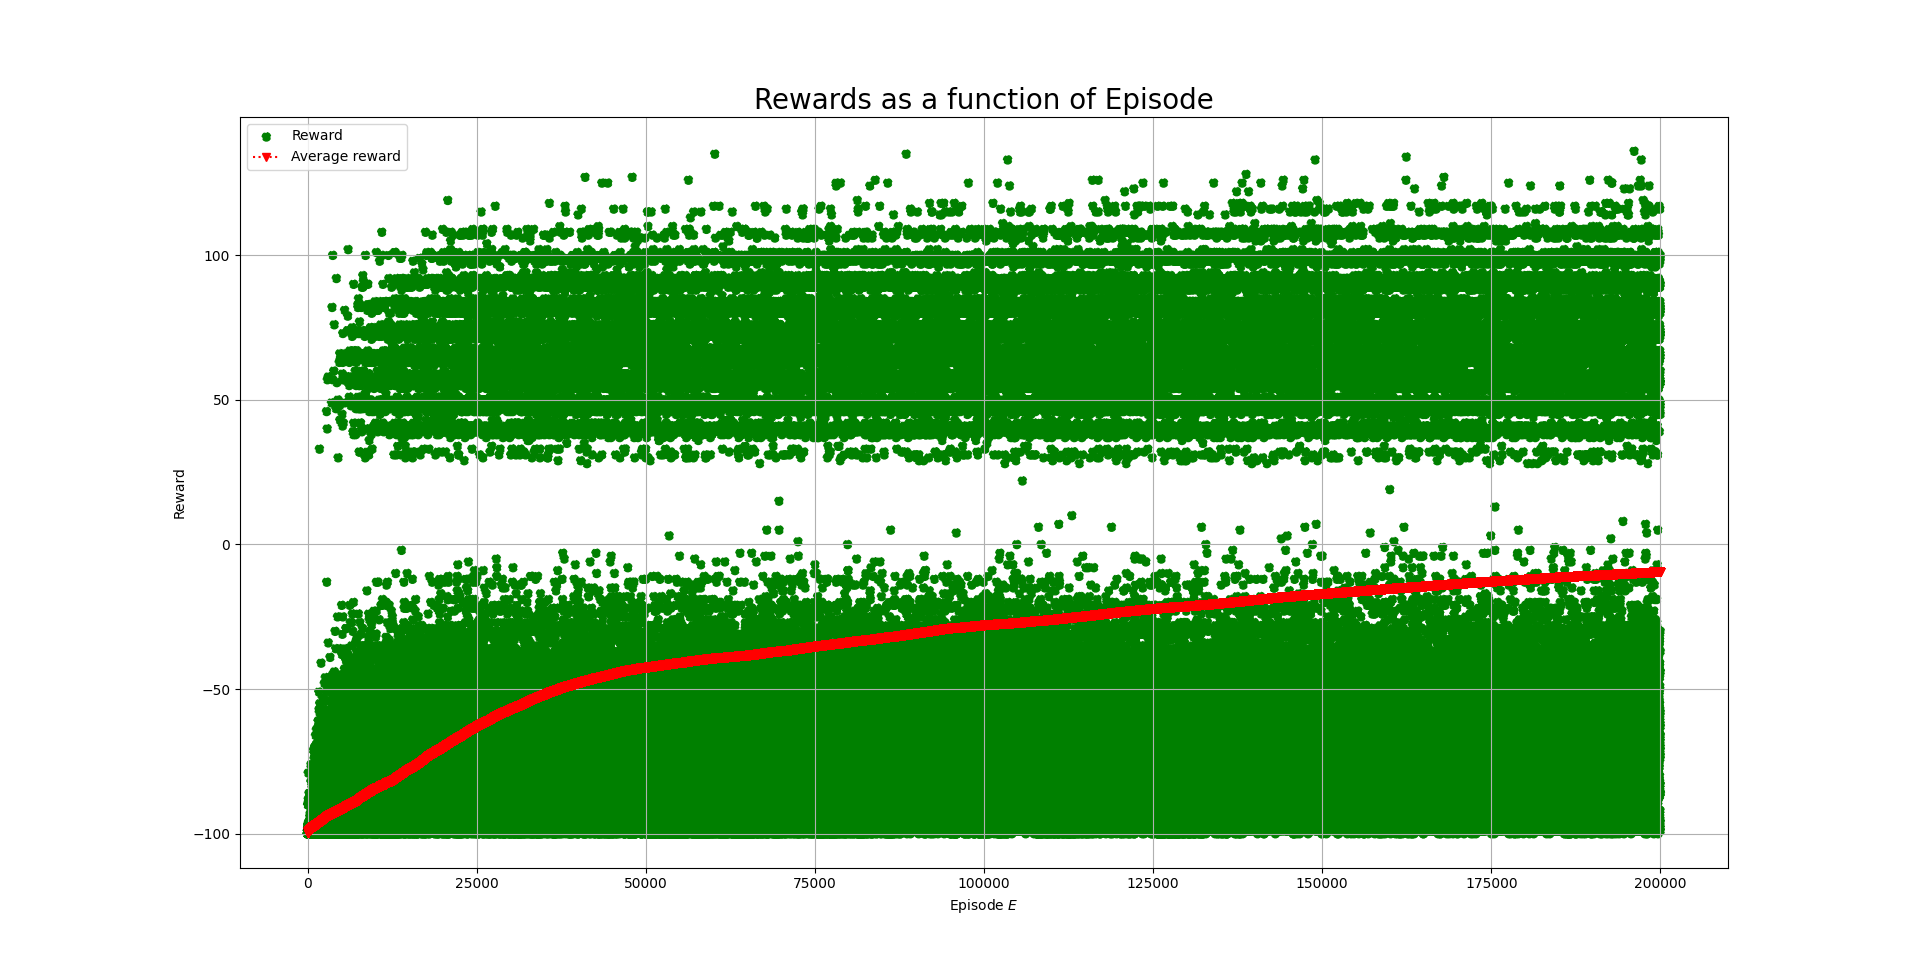 Rewards as a function of Episode
Reward
Average reward
100
50
0
−50
−100
Reward
0
25000
50000
75000
100000
125000
150000
175000
200000
Episode E